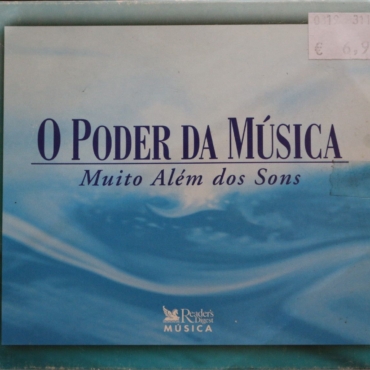 O PODER DA MÚSICA
Muito Além dos Sons
Reader's
Digest
MÚSICA